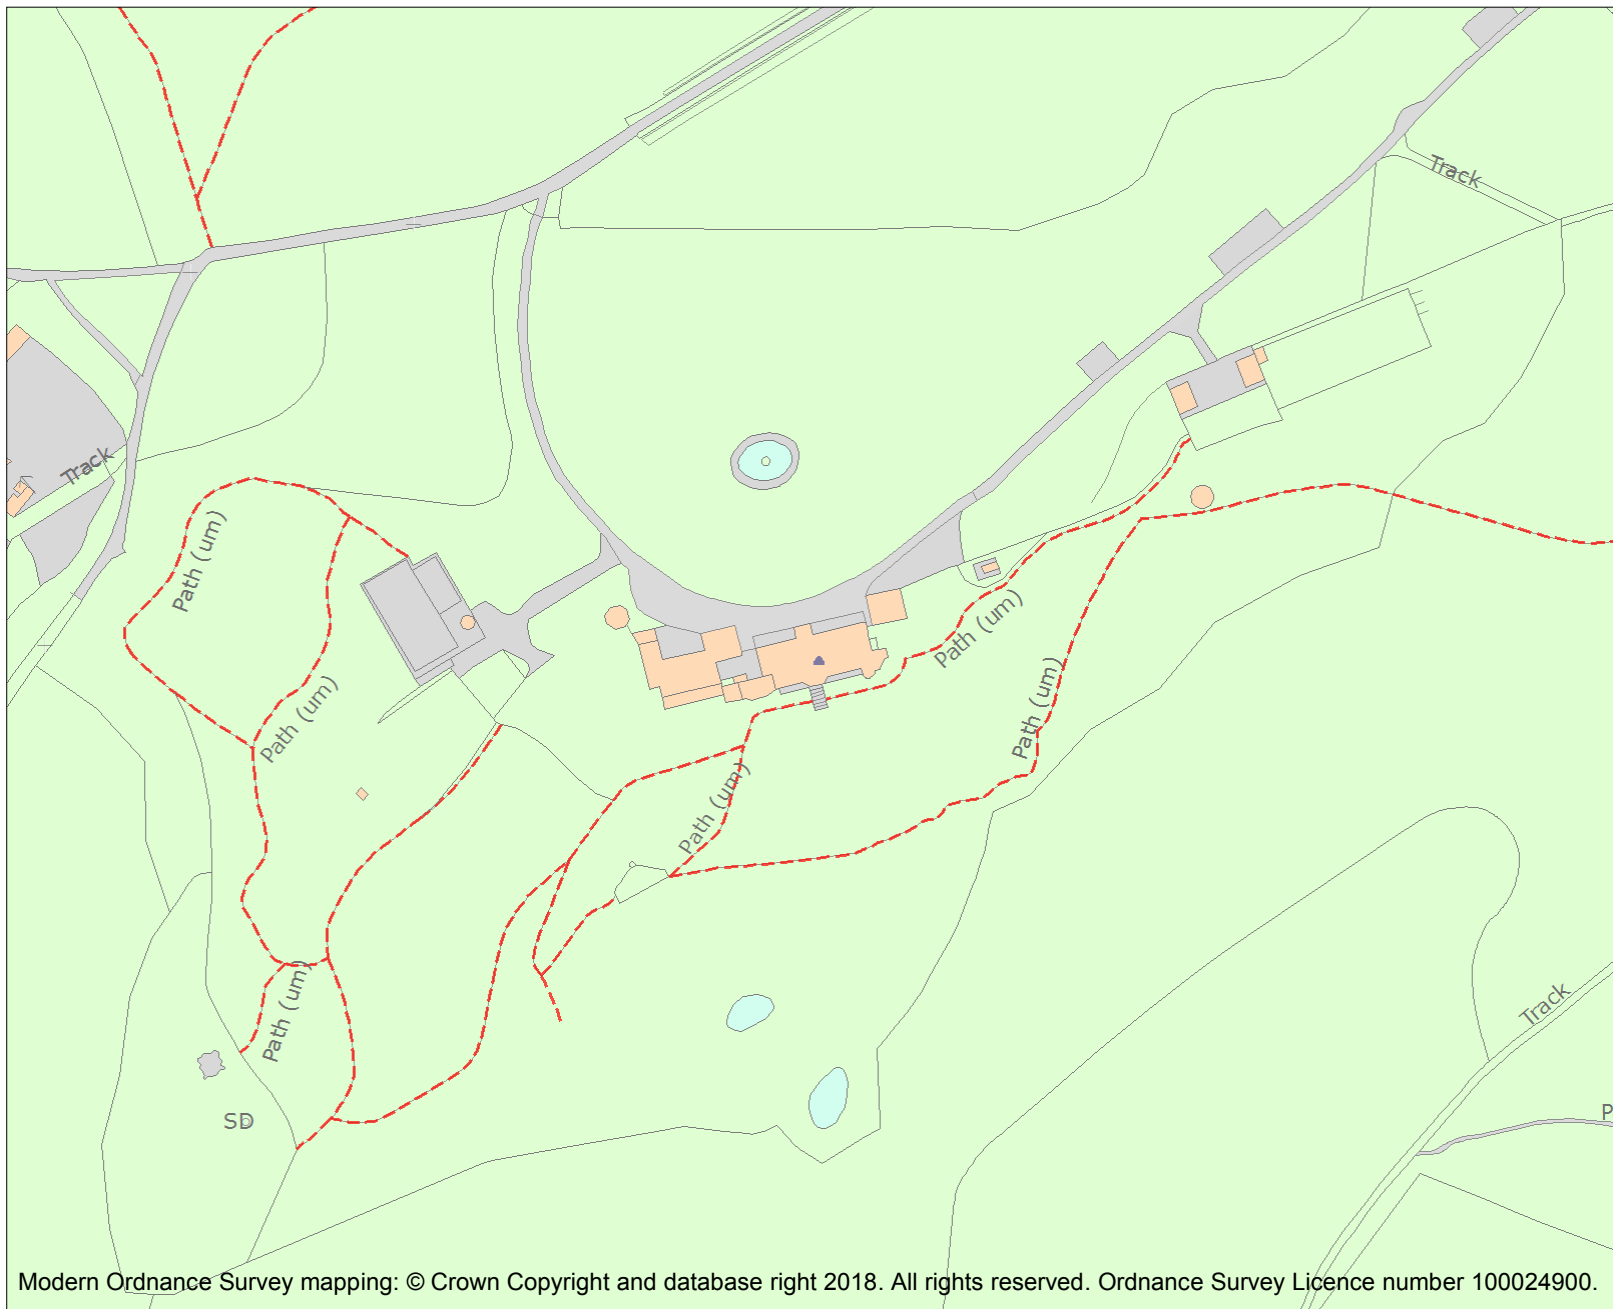 Track
Track
Path (um)
Path (um)
Path (um)
Path (um)
Path (um)
Path (um)
Track
SD
P
Modern Ordnance Survey mapping: © Crown Copyright and database right 2018. All rights reserved. Ordnance Survey Licence number 100024900.